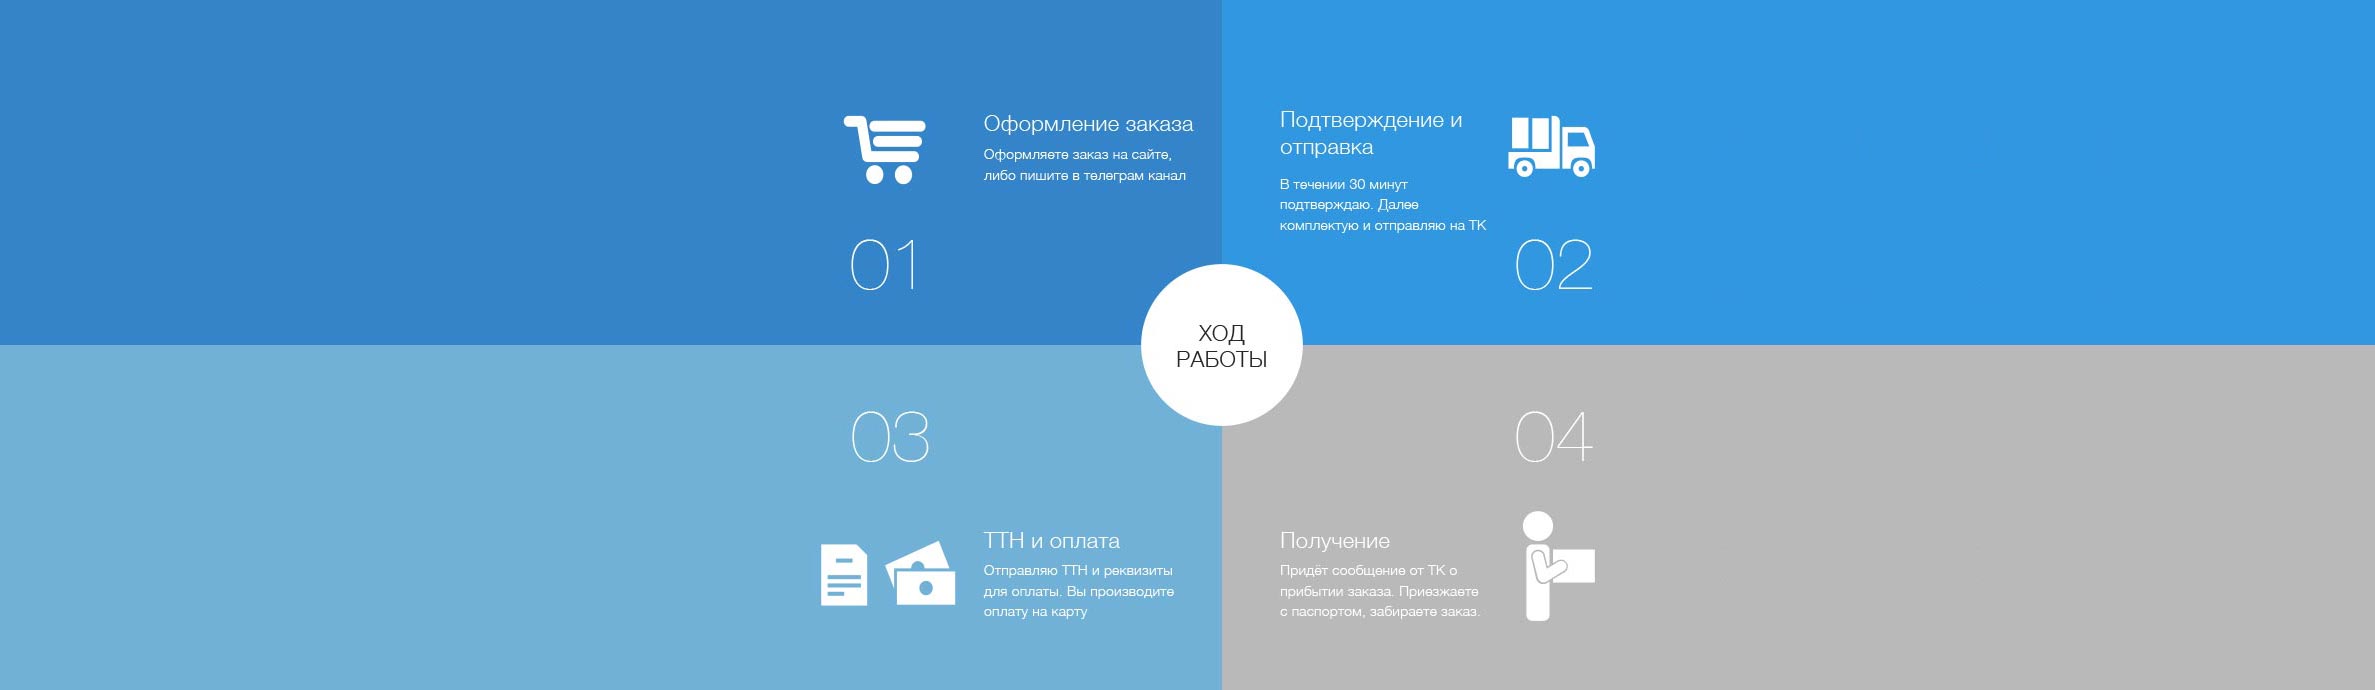 Оформление заказа
Оформляете заказ на сайте,
либо пишите в телеграм канал
01
Подтверждение и
отправка
В течении 30 минут
подтверждаю. Далее
комплектую и отправляю на ТК
02
ХОД
РАБОТЫ
03
ТТН и оплата
Отправляю ТТН и реквизиты
для оплаты. Вы производите
оплату на карту
04
Получение
Придёт сообщение от ТК о
прибытии заказа. Приезжаете
с паспортом, забираете заказ.